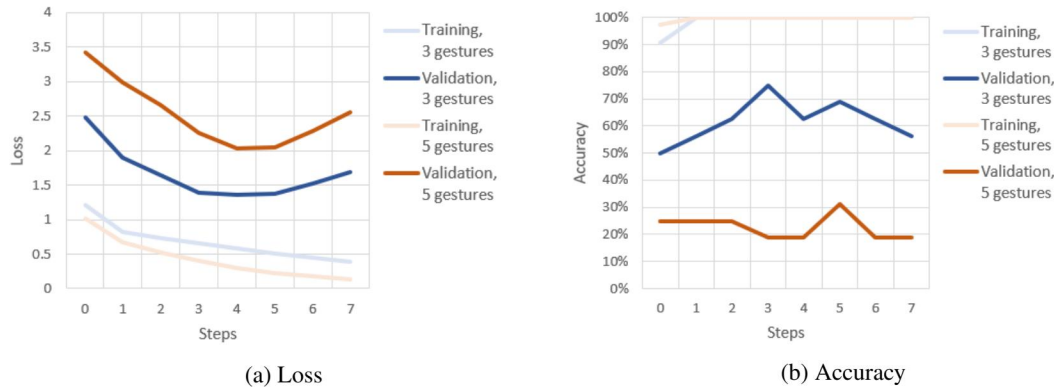 4
3.5
3
2.5
2
1.5
1
0.5
0
Loss
0 1 2 3 4 5 6 7
Steps
Training,
3 gestures
Validation,
3 gestures
Training,
5 gestures
Validation,
5 gestures
(a) Loss
100%
90%
80%
70%
60%
50%
40%
30%
20%
10%
0%
Accuracy
0 1 2 3 4 5 6 7
Steps
Training,
3 gestures
Validation,
3 gestures
Training,
5 gestures
Validation,
5 gestures
(b) Accuracy